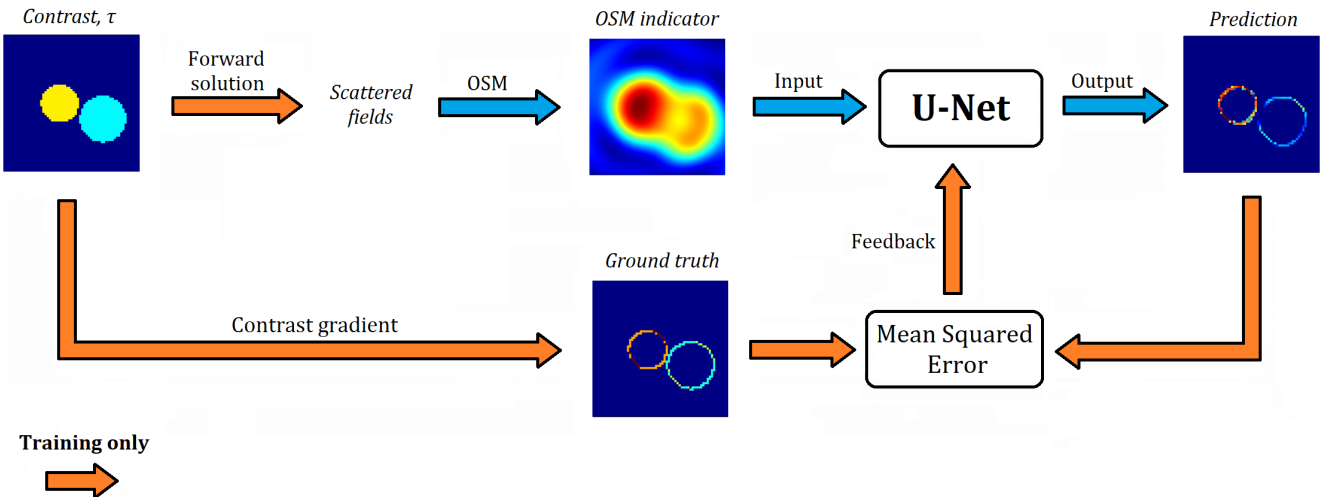 Contrast, τ
OSM indicator
Prediction
Forward
solution
Scattered
fields
OSM
Input
U-Net
Output
Feedback
Ground truth
Contrast gradient
Mean Squared
Error
Training only